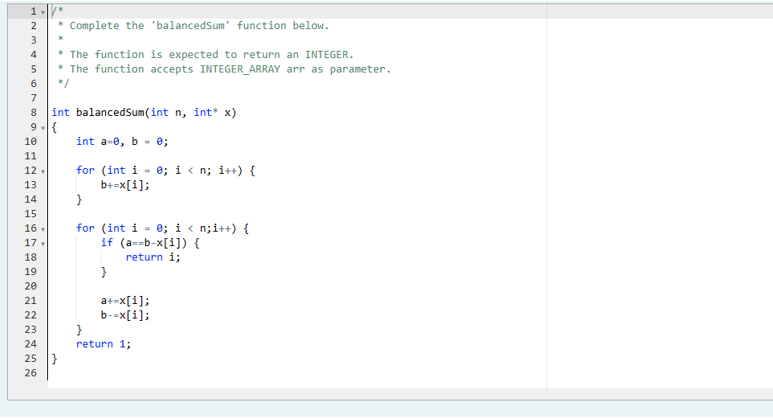 1 /*
2 * Complete the 'balancedSum' function below.
3 *
4 * The function is expected to return an INTEGER.
5 * The function accepts INTEGER_ARRAY arr as parameter.
6 */
7
8 int balancedSum(int n, int* x)
9 {
10 int a=0, b = 0;
11
12 for (int i = 0; i < n; i++) {
13 b+=x[i];
14 }
15
16 for (int i = 0; i < n;i++) {
17 if (a==b-x[i]) {
18 return i;
19 }
20
21 a+=x[i];
22 b-=x[i];
23 }
24 return 1;
25 }
26